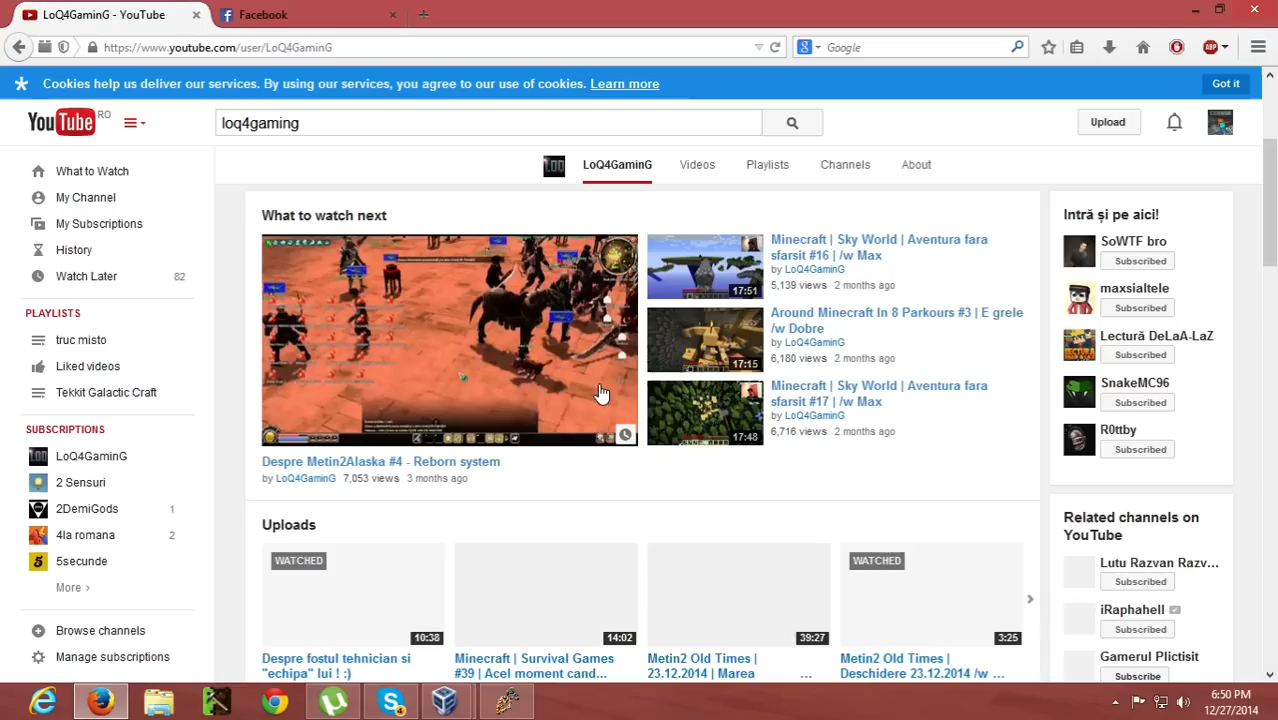 LoQ4GaminG - YouTube
Facebook
https://www.youtube.com/user/LoQ4GaminG
Google
ABP
Cookies help us deliver our services. By using our services, you agree to our use of cookies. Learn more
Got it
YouTube RO
loq4gaming
Upload
LoQ4GaminG
Videos
Playlists
Channels
About
What to Watch
My Channel
My Subscriptions
History
Watch Later 82
PLAYLISTS
truc misto
Liked videos
Tekkit Galactic Craft
SUBSCRIPTIONS
LoQ4GaminG
2 Sensuri
2DemiGods 1
4la romana 2
5secunde
More ›
Browse channels
Manage subscriptions
What to watch next
Despre Metin2Alaska #4 - Reborn system
by LoQ4GaminG 7,053 views 3 months ago
17:51
Minecraft | Sky World | Aventura fara
sfarsit #16 | /w Max
by LoQ4GaminG
5,139 views 2 months ago
17:15
Around Minecraft In 8 Parkours #3 | E grele
/w Dobre
by LoQ4GaminG
6,180 views 2 months ago
17:48
Minecraft | Sky World | Aventura fara
sfarsit #17 | /w Max
by LoQ4GaminG
6,716 views 2 months ago
Uploads
WATCHED
10:38
Despre fostul tehnician si
"echipa" lui ! :)
14:02
Minecraft | Survival Games
#39 | Acel moment cand...
39:27
Metin2 Old Times |
23.12.2014 | Marea ...
WATCHED
3:25
Metin2 Old Times |
Deschidere 23.12.2014 /w ...
Intră și pe aici!
SoWTF bro
Subscribed
maxsialtele
Subscribed
Lectură DeLaA-LaZ
Subscribed
SnakeMC96
Subscribed
R0ttby
Subscribed
Related channels on
YouTube
Lutu Razvan Razv...
Subscribed
iRaphahell
Subscribed
Gamerul Plictisit
Subscribe
6:50 PM
12/27/2014